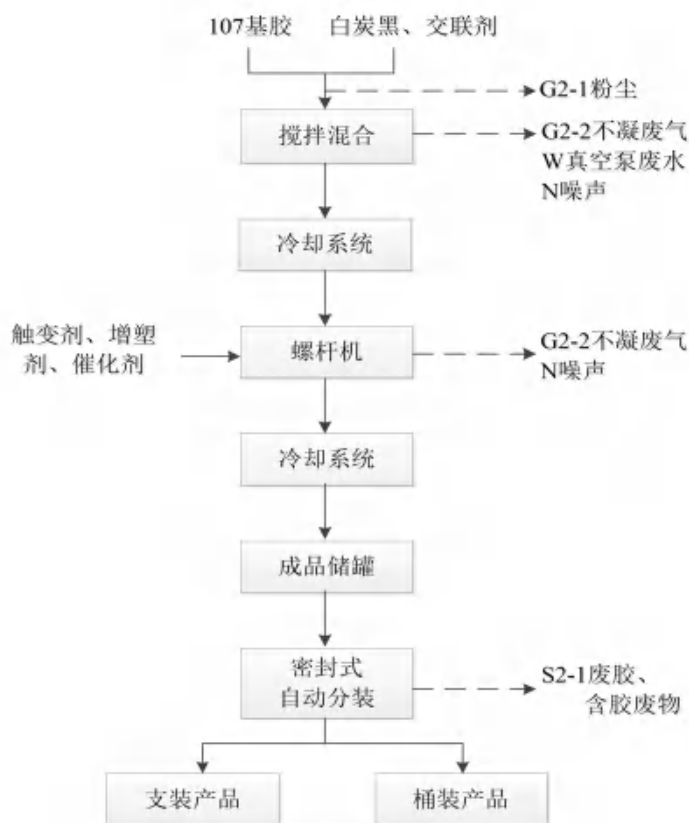 107基胶
白炭黑、交联剂
G2-1粉尘
搅拌混合
G2-2不凝废气
W真空泵废水
N噪声
冷却系统
触变剂、增塑
剂、催化剂
螺杆机
G2-2不凝废气
N噪声
冷却系统
成品储罐
密封式
自动分装
S2-1废胶、
含胶废物
支装产品
桶装产品